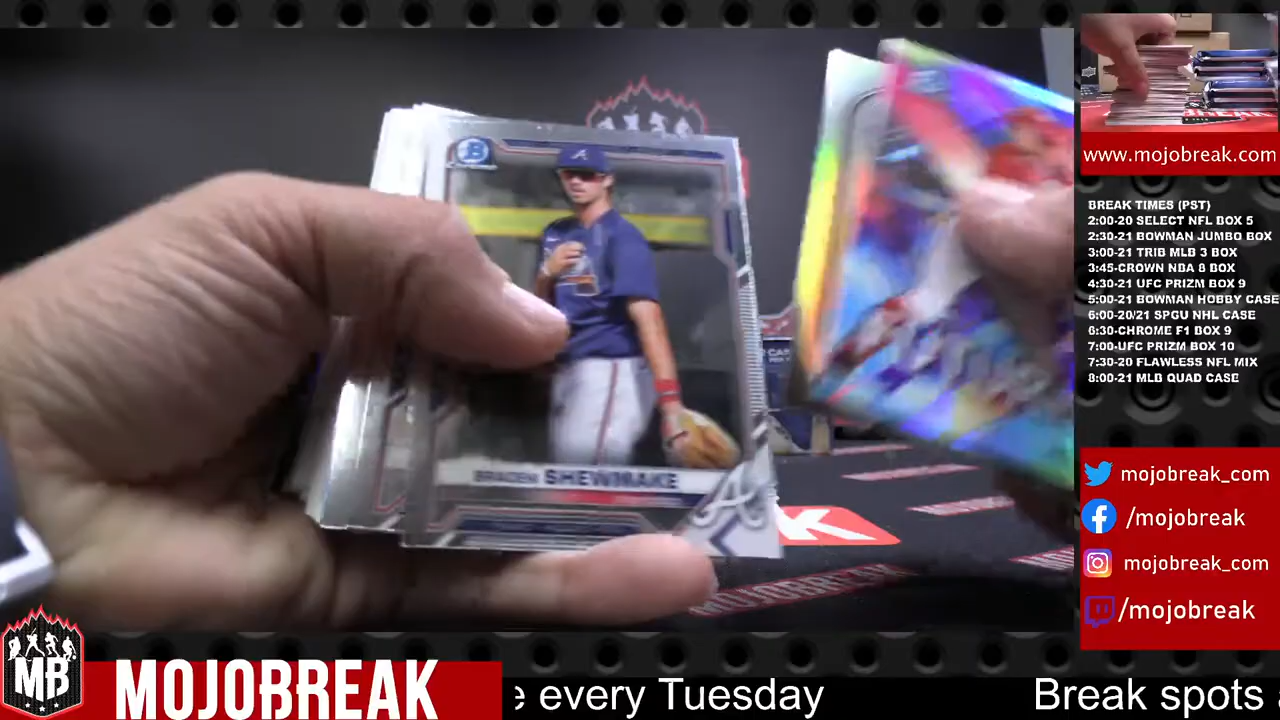 B
A
BRADEN SHEWMAKE
A
MOJOBREAK
www.mojobreak.com
BREAK TIMES (PST)
2:00-20 SELECT NFL BOX 5
2:30-21 BOWMAN JUMBO BOX
3:00-21 TRIB MLB 3 BOX
3:45-CROWN NBA 8 BOX
4:30-21 UFC PRIZM BOX 9
5:00-21 BOWMAN HOBBY CASE
6:00-20/21 SPGU NHL CASE
6:30-CHROME F1 BOX 9
7:00-UFC PRIZM BOX 10
7:30-20 FLAWLESS NFL MIX
8:00-21 MLB QUAD CASE
mojobreak_com
/mojobreak
mojobreak_com
/mojobreak
MB
MOJOBREAK
e every Tuesday Break spots